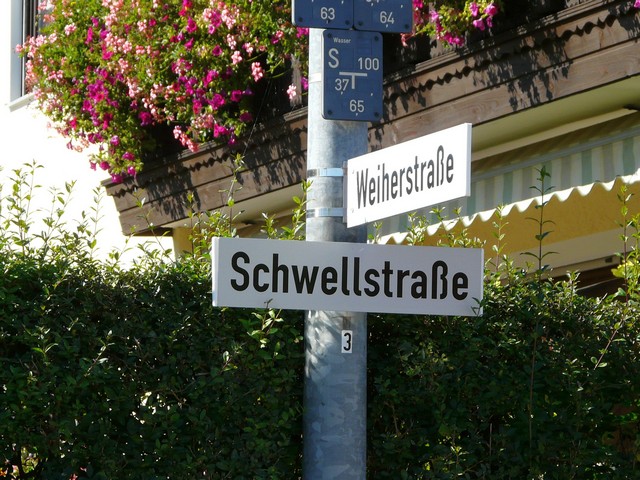 63 64
Wasser
S 100
37
65
Weiherstraße
Schwellstraße
3